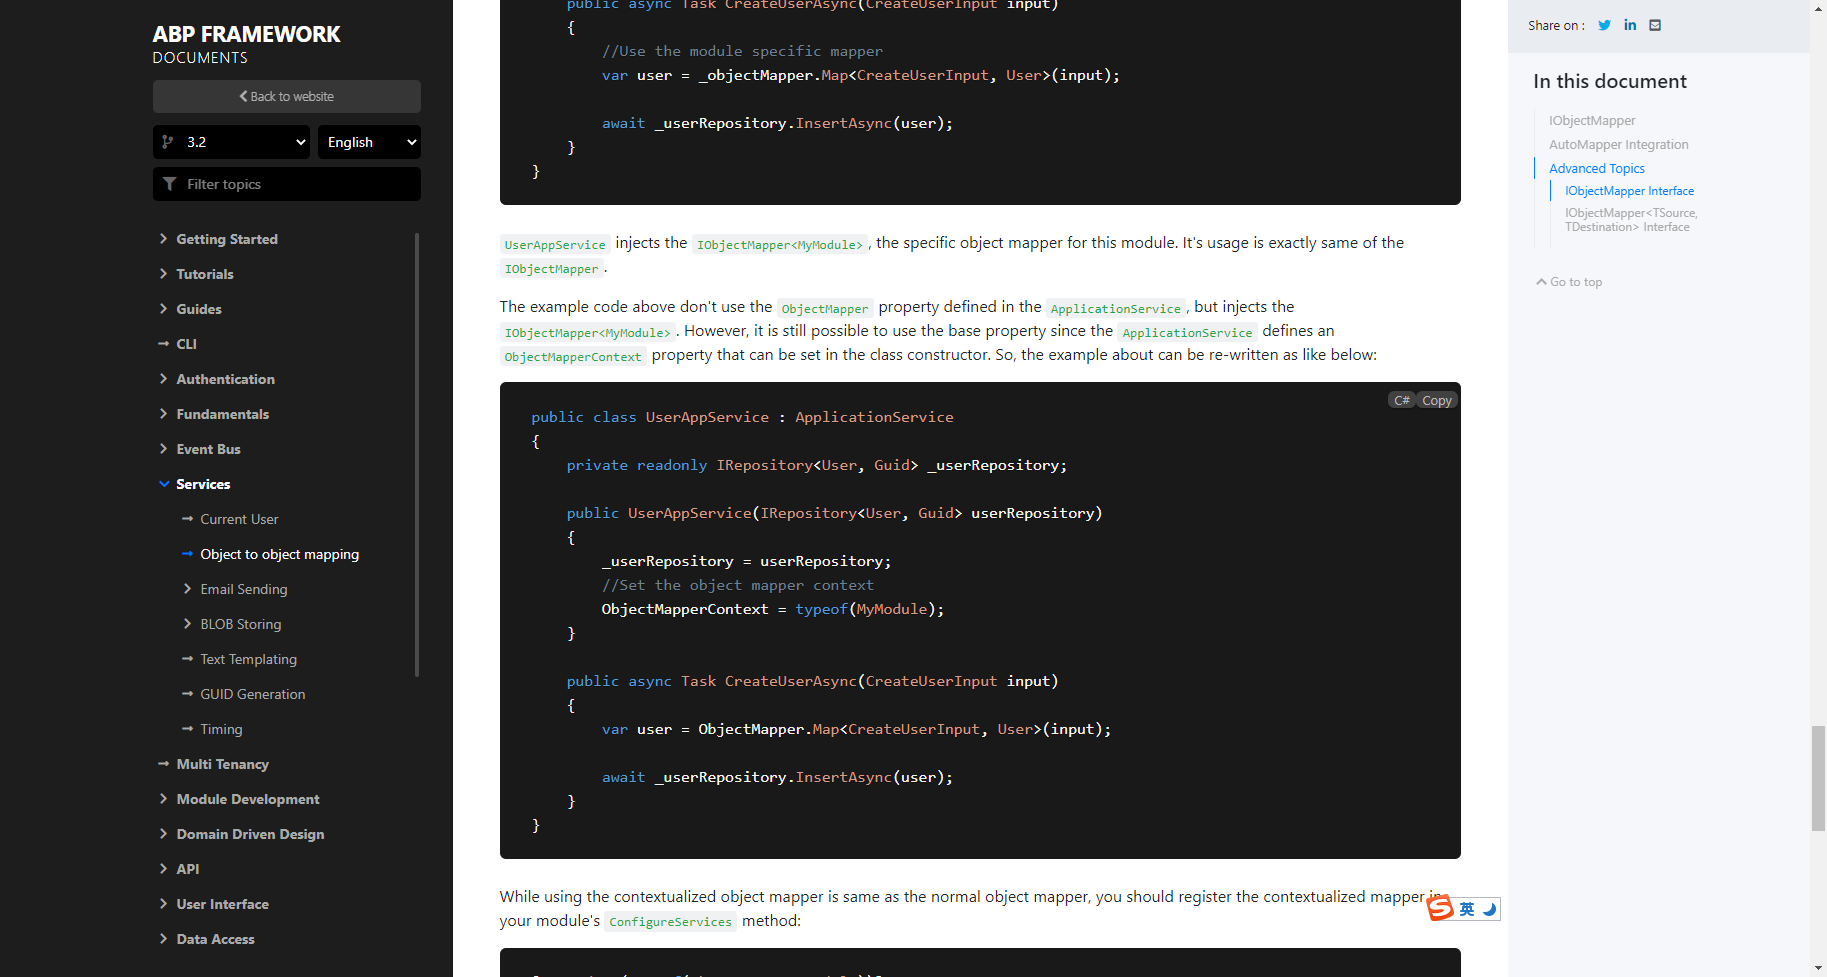 ABP FRAMEWORK
DOCUMENTS
Back to website
3.2
English
Filter topics
Getting Started
Tutorials
Guides
CLI
Authentication
Fundamentals
Event Bus
Services
Current User
Object to object mapping
Email Sending
BLOB Storing
Text Templating
GUID Generation
Timing
Multi Tenancy
Module Development
Domain Driven Design
API
User Interface
Data Access
public async Task CreateUserAsync(CreateUserInput input)
{
//Use the module specific mapper
var user = _objectMapper.Map<CreateUserInput, User>(input);
await _userRepository.InsertAsync(user);
}
}
UserAppService injects the IObjectMapper<MyModule>, the specific object mapper for this module. It's usage is exactly same of the
IObjectMapper.
The example code above don't use the ObjectMapper property defined in the ApplicationService, but injects the
IObjectMapper<MyModule>. However, it is still possible to use the base property since the ApplicationService defines an
ObjectMapperContext property that can be set in the class constructor. So, the example about can be re-written as like below:
C# Copy
public class UserAppService : ApplicationService
{
private readonly IRepository<User, Guid> _userRepository;
public UserAppService(IRepository<User, Guid> userRepository)
{
_userRepository = userRepository;
//Set the object mapper context
ObjectMapperContext = typeof(MyModule);
}
public async Task CreateUserAsync(CreateUserInput input)
{
var user = ObjectMapper.Map<CreateUserInput, User>(input);
await _userRepository.InsertAsync(user);
}
}
While using the contextualized object mapper is same as the normal object mapper, you should register the contextualized mapper in
your module's ConfigureServices method:
英
Share on :
In this document
IObjectMapper
AutoMapper Integration
Advanced Topics
IObjectMapper Interface
IObjectMapper<TSource,
TDestination> Interface
Go to top